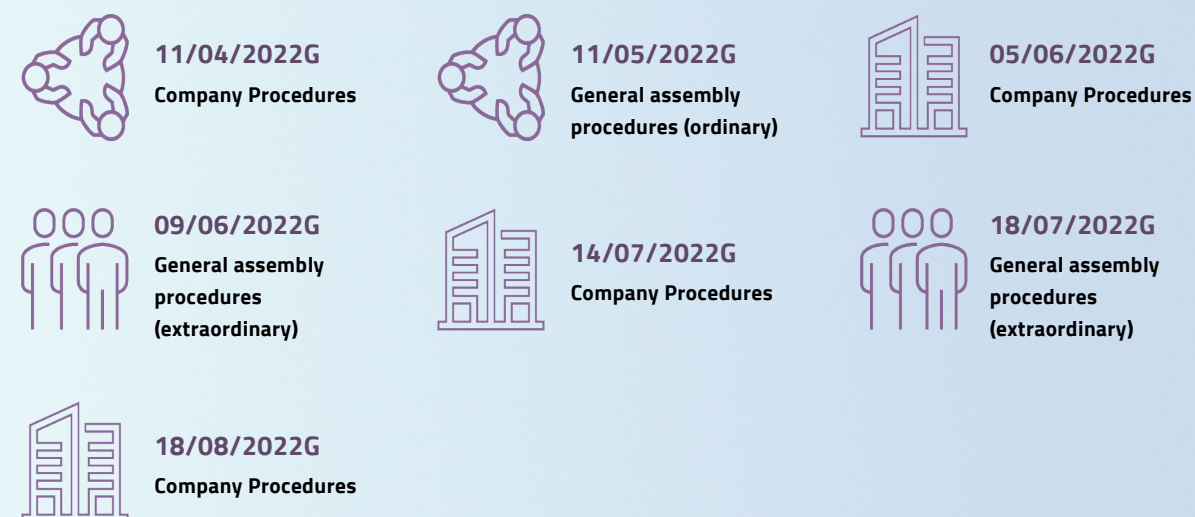 11/04/2022G
Company Procedures
11/05/2022G
General assembly
procedures (ordinary)
05/06/2022G
Company Procedures
09/06/2022G
General assembly
procedures
(extraordinary)
14/07/2022G
Company Procedures
18/07/2022G
General assembly
procedures
(extraordinary)
18/08/2022G
Company Procedures